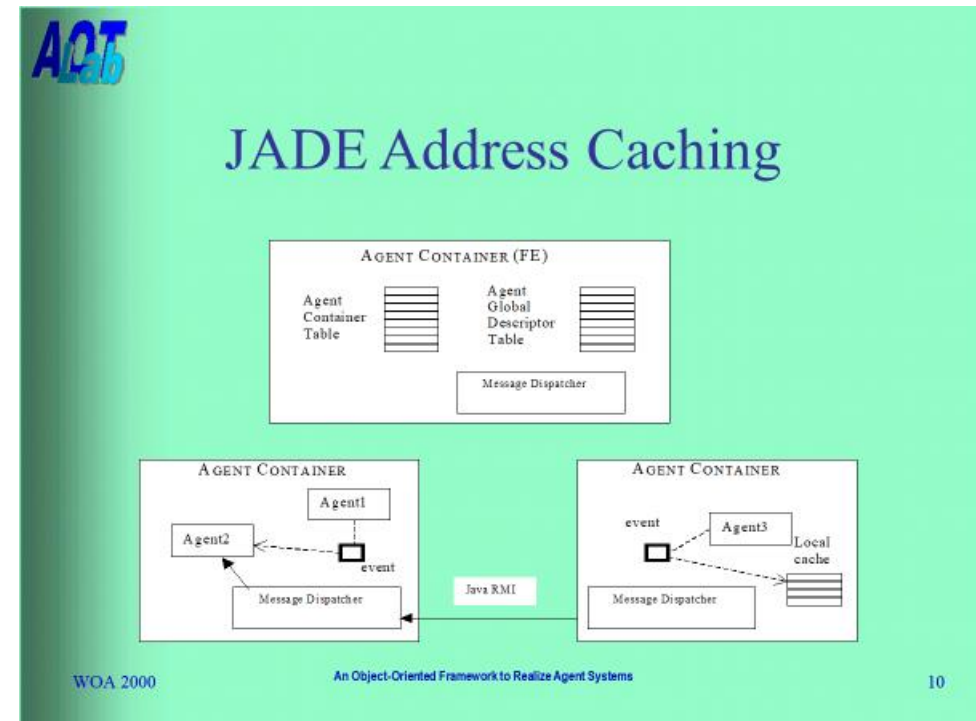 AOT
Lab
JADE Address Caching
AGENT CONTAINER (FE)
Agent
Container
Table
Agent
Global
Descriptor
Table
Message Dispatcher
AGENT CONTAINER
Agent1
Agent2
event
Message Dispatcher
Java RMI
AGENT CONTAINER
event
Agent3
Local
cache
Message Dispatcher
WOA 2000
An Object-Oriented Framework to Realize Agent Systems
10